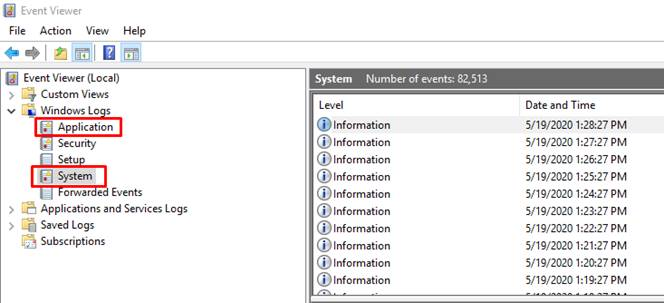 Event Viewer
File Action View Help
Event Viewer (Local)
Custom Views
Windows Logs
Application
Security
Setup
System
Forwarded Events
Applications and Services Logs
Saved Logs
Subscriptions
System Number of events: 82,513
Level Date and Time
Information 5/19/2020 1:28:27 PM
Information 5/19/2020 1:27:27 PM
Information 5/19/2020 1:26:27 PM
Information 5/19/2020 1:25:27 PM
Information 5/19/2020 1:24:27 PM
Information 5/19/2020 1:23:27 PM
Information 5/19/2020 1:22:27 PM
Information 5/19/2020 1:21:27 PM
Information 5/19/2020 1:20:27 PM
Information 5/19/2020 1:19:27 PM